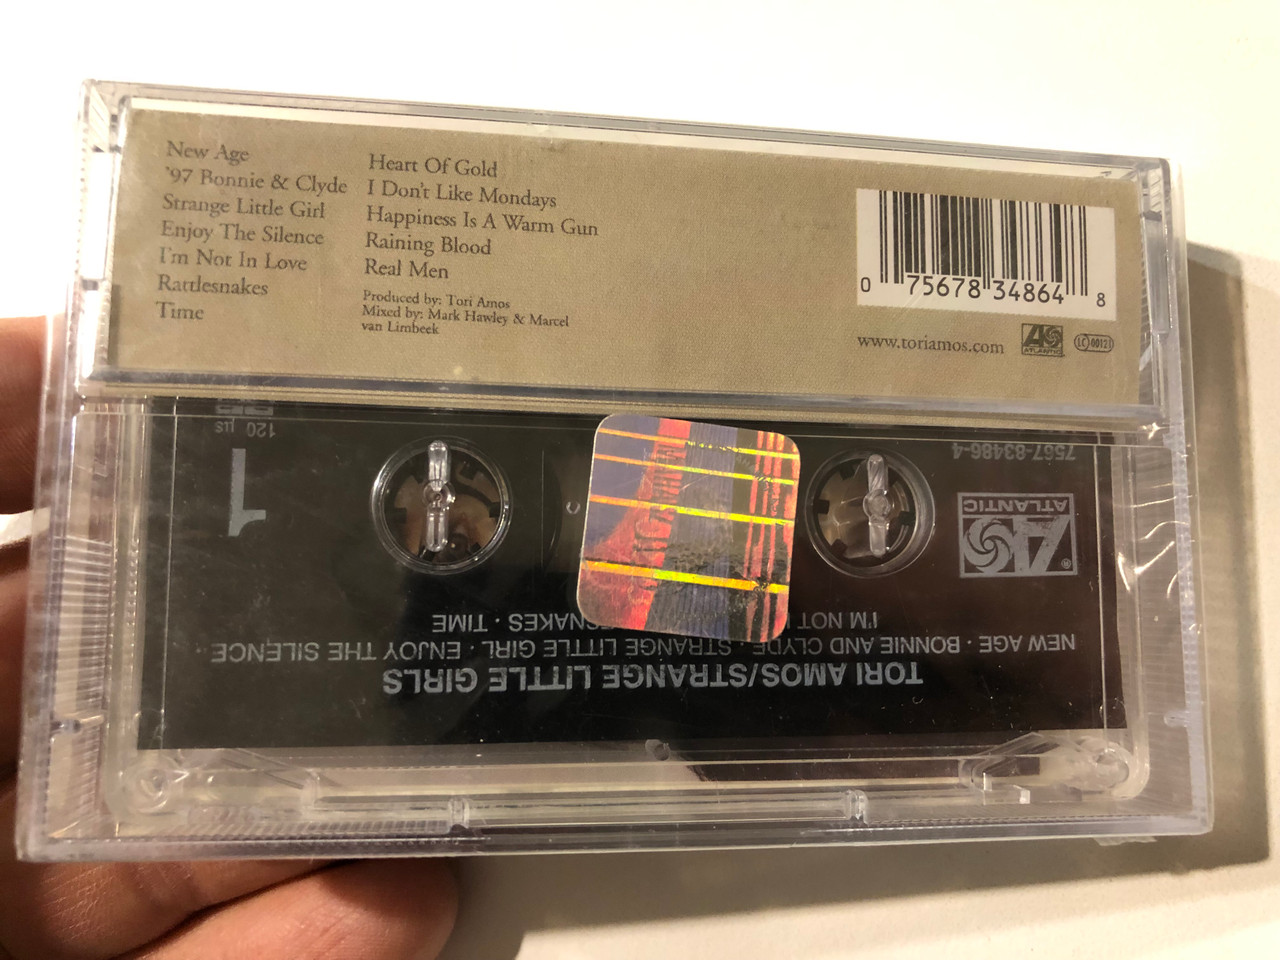 New Age
'97 Bonnie & Clyde
Strange Little Girl
Enjoy The Silence
I'm Not In Love
Rattlesnakes
Time
Heart Of Gold
I Don't Like Mondays
Happiness Is A Warm Gun
Raining Blood
Real Men
Produced by: Tori Amos
Mixed by: Mark Hawley & Marcel
van Limbeek
0 75678 34864 8
www.toriamos.com
ATLANTIC
LC 0121
TORI AMOS/STRANGE LITTLE GIRLS
NEW AGE · BONNIE AND CLYDE · STRANGE LITTLE GIRL · ENJOY THE SILENCE ·
I'M NOT · TIME
ATLANTIC
®
1
7567-83486-4
120 µs